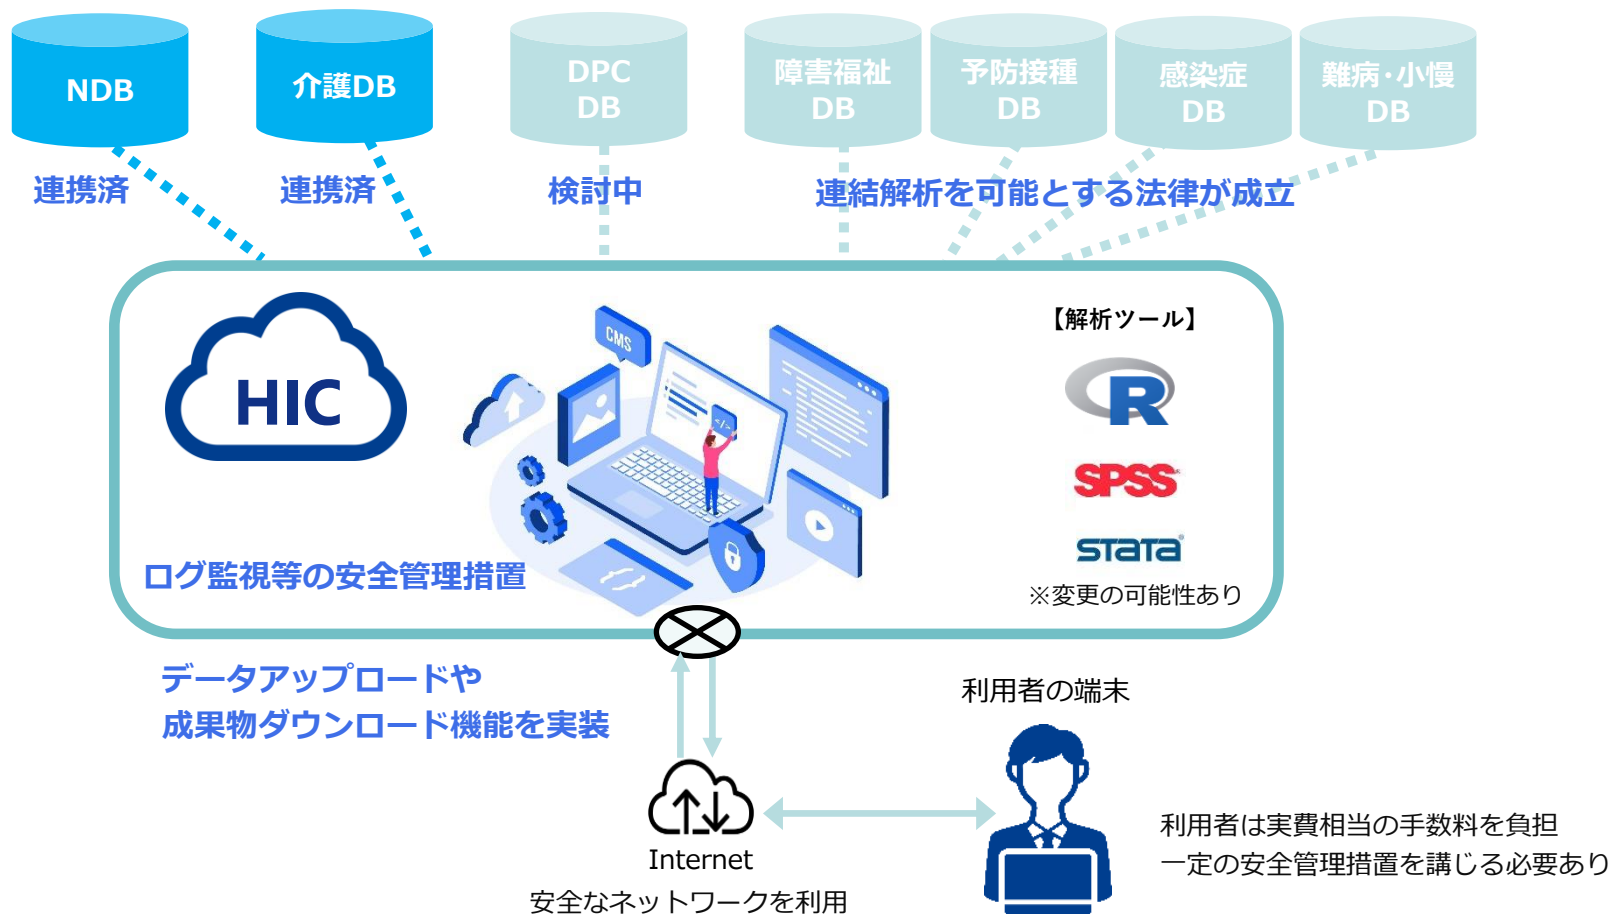 NDB
介護DB
DPC
DB
障害福祉
DB
予防接種
DB
感染症
DB
難病・小慢
DB
連携済
連携済
検討中
連結解析を可能とする法律が成立
HIC
CMS
</>
【解析ツール】
R
SPSS
STATA
※変更の可能性あり
ログ監視等の安全管理措置
データアップロードや
成果物ダウンロード機能を実装
利用者の端末
Internet
安全なネットワークを利用
利用者は実費相当の手数料を負担
一定の安全管理措置を講じる必要あり